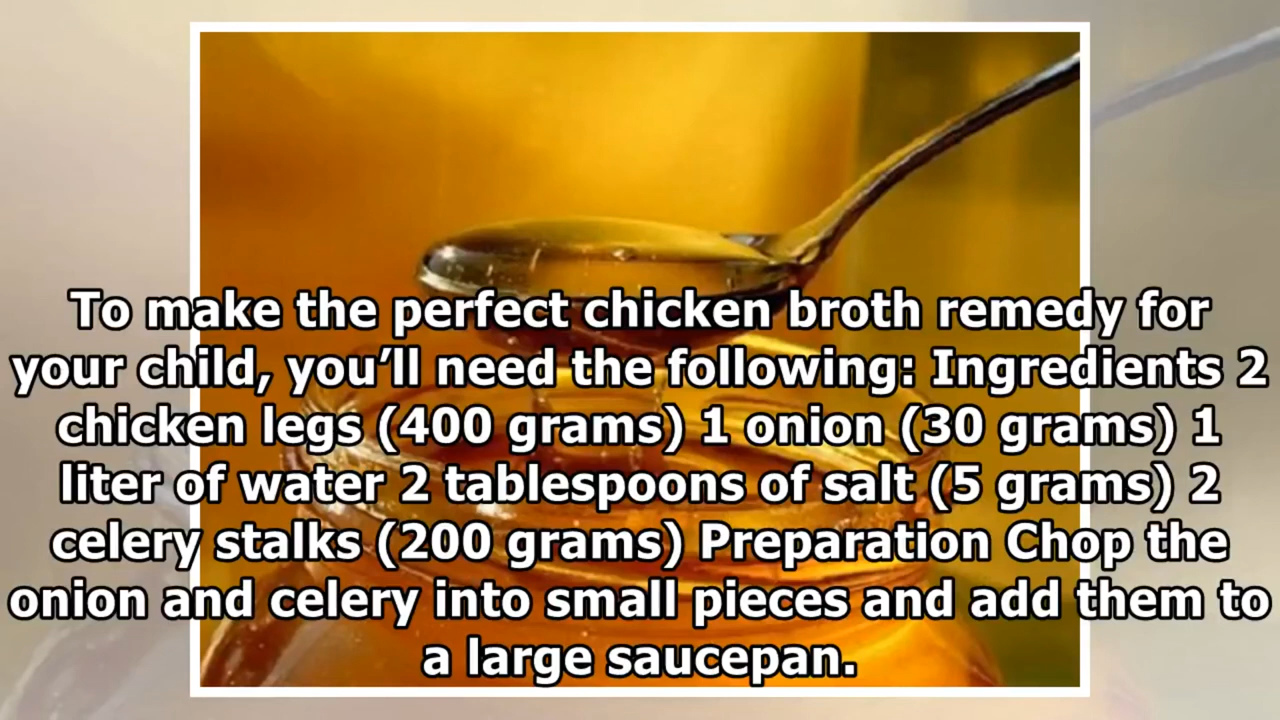 To make the perfect chicken broth remedy for
your child, you’ll need the following: Ingredients 2
chicken legs (400 grams) 1 onion (30 grams) 1
liter of water 2 tablespoons of salt (5 grams) 2
celery stalks (200 grams) Preparation Chop the
onion and celery into small pieces and add them to
a large saucepan.